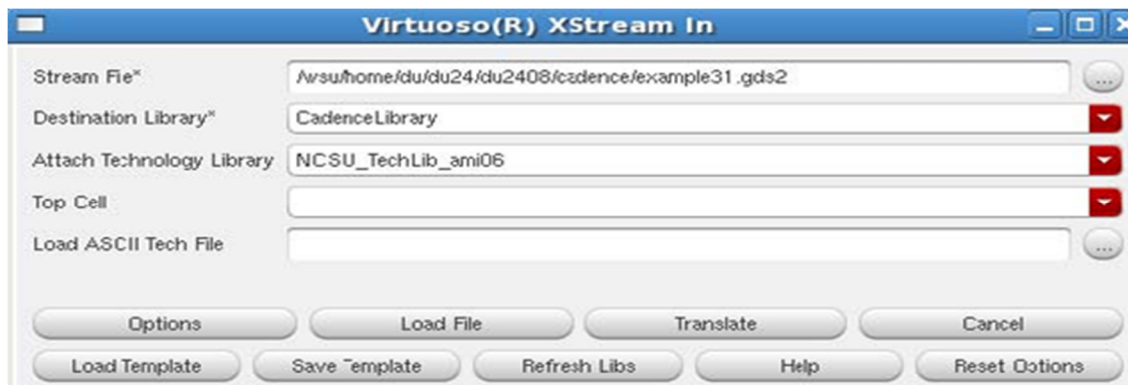 Virtuoso(R) XStream In
Stream File* /wsu/home/du/du24/du2408/cadence/example31.gds2 ...
Destination Library* CadenceLibrary
Attach Technology Library NCSU_TechLib_ami06
Top Cell
Load ASCII Tech File ...
Options Load File Translate Cancel
Load Template Save Template Refresh Libs Help Reset Options